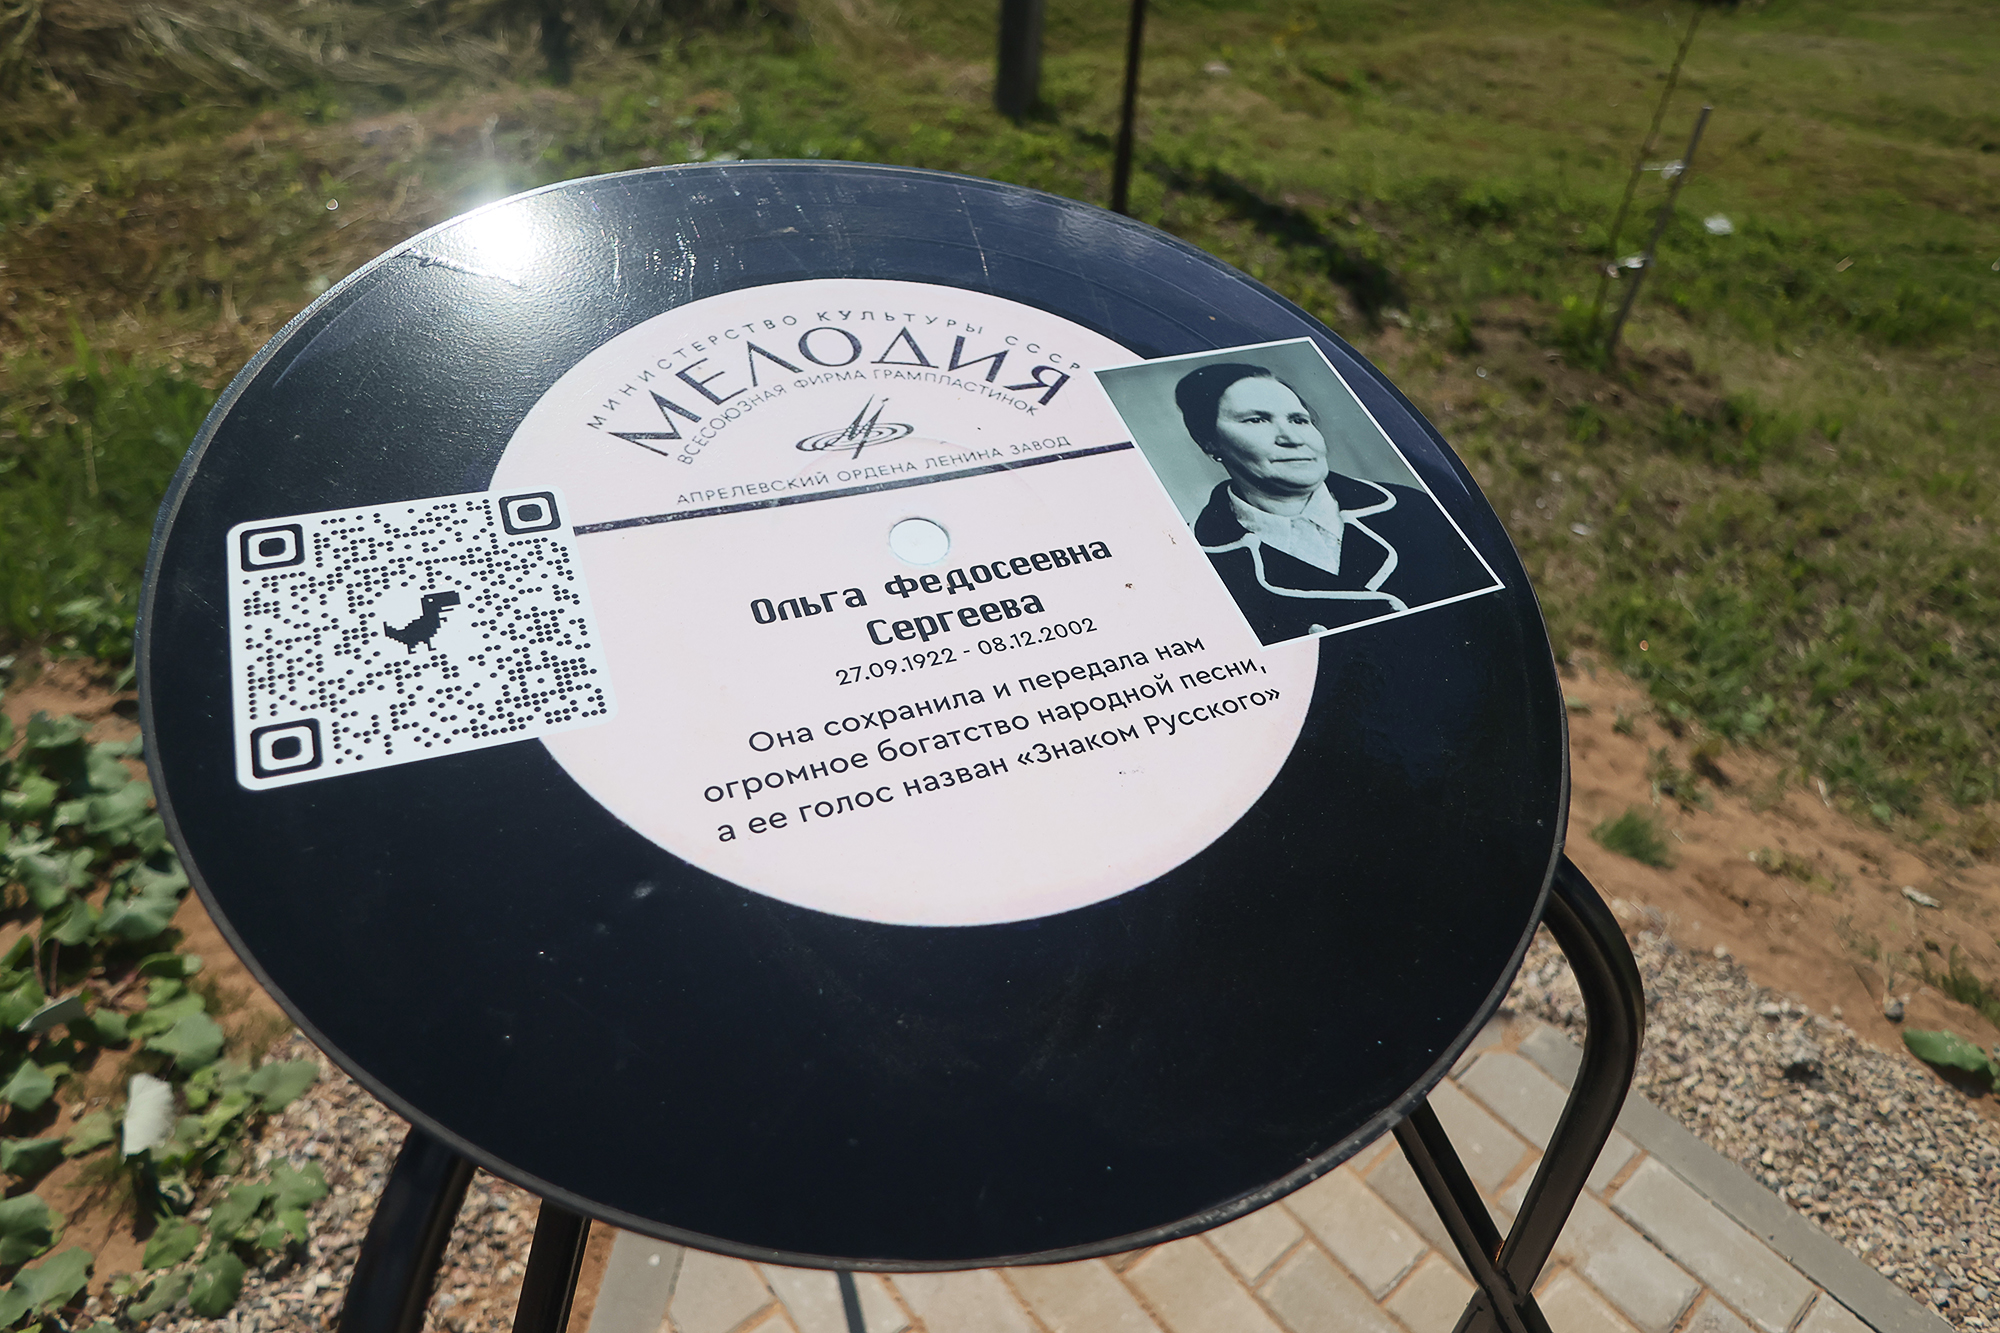 МИНИСТЕРСТВО КУЛЬТУРЫ СССР
МЕЛОДИЯ
ВСЕСОЮЗНАЯ ФИРМА ГРАМПЛАСТИНОК
АПРЕЛЕВСКИЙ ОРДЕНА ЛЕНИНА ЗАВОД
Ольга Федосеевна
Сергеева
27.09.1922 - 08.12.2002
Она сохранила и передала нам
огромное богатство народной песни,
а ее голос назван «Знаком Русского»